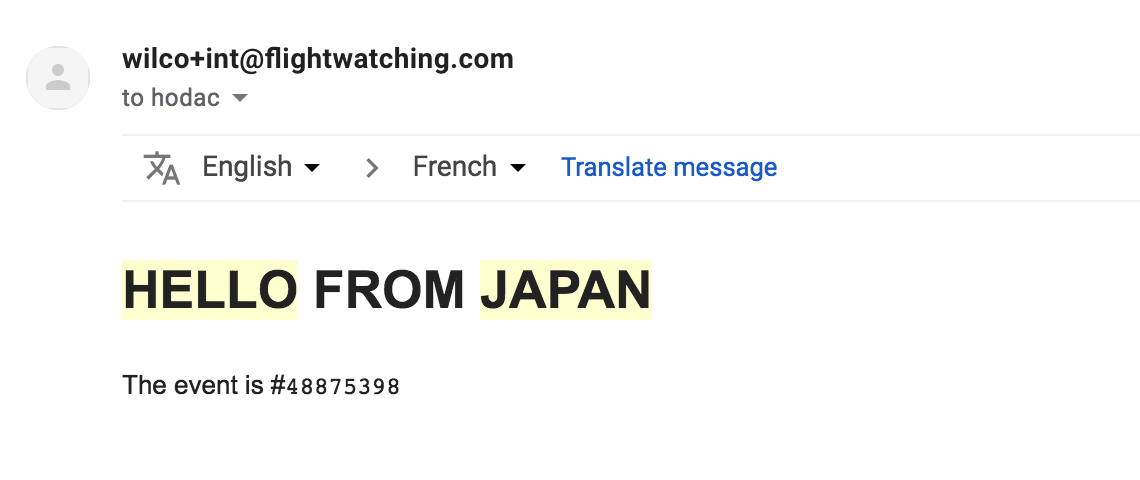 wilco+int@flightwatching.com
to hodac
English > French Translate message
HELLO FROM JAPAN
The event is #48875398